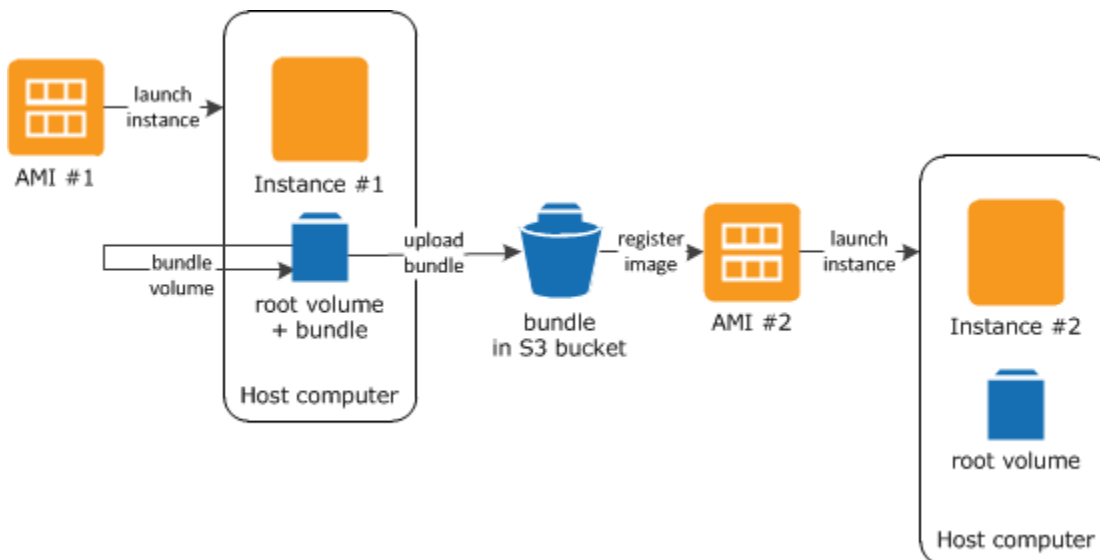 launch
instance
AMI #1
Instance #1
bundle
volume
root volume
+ bundle
Host computer
upload
bundle
bundle
in S3 bucket
register
image
AMI #2
launch
instance
Instance #2
root volume
Host computer